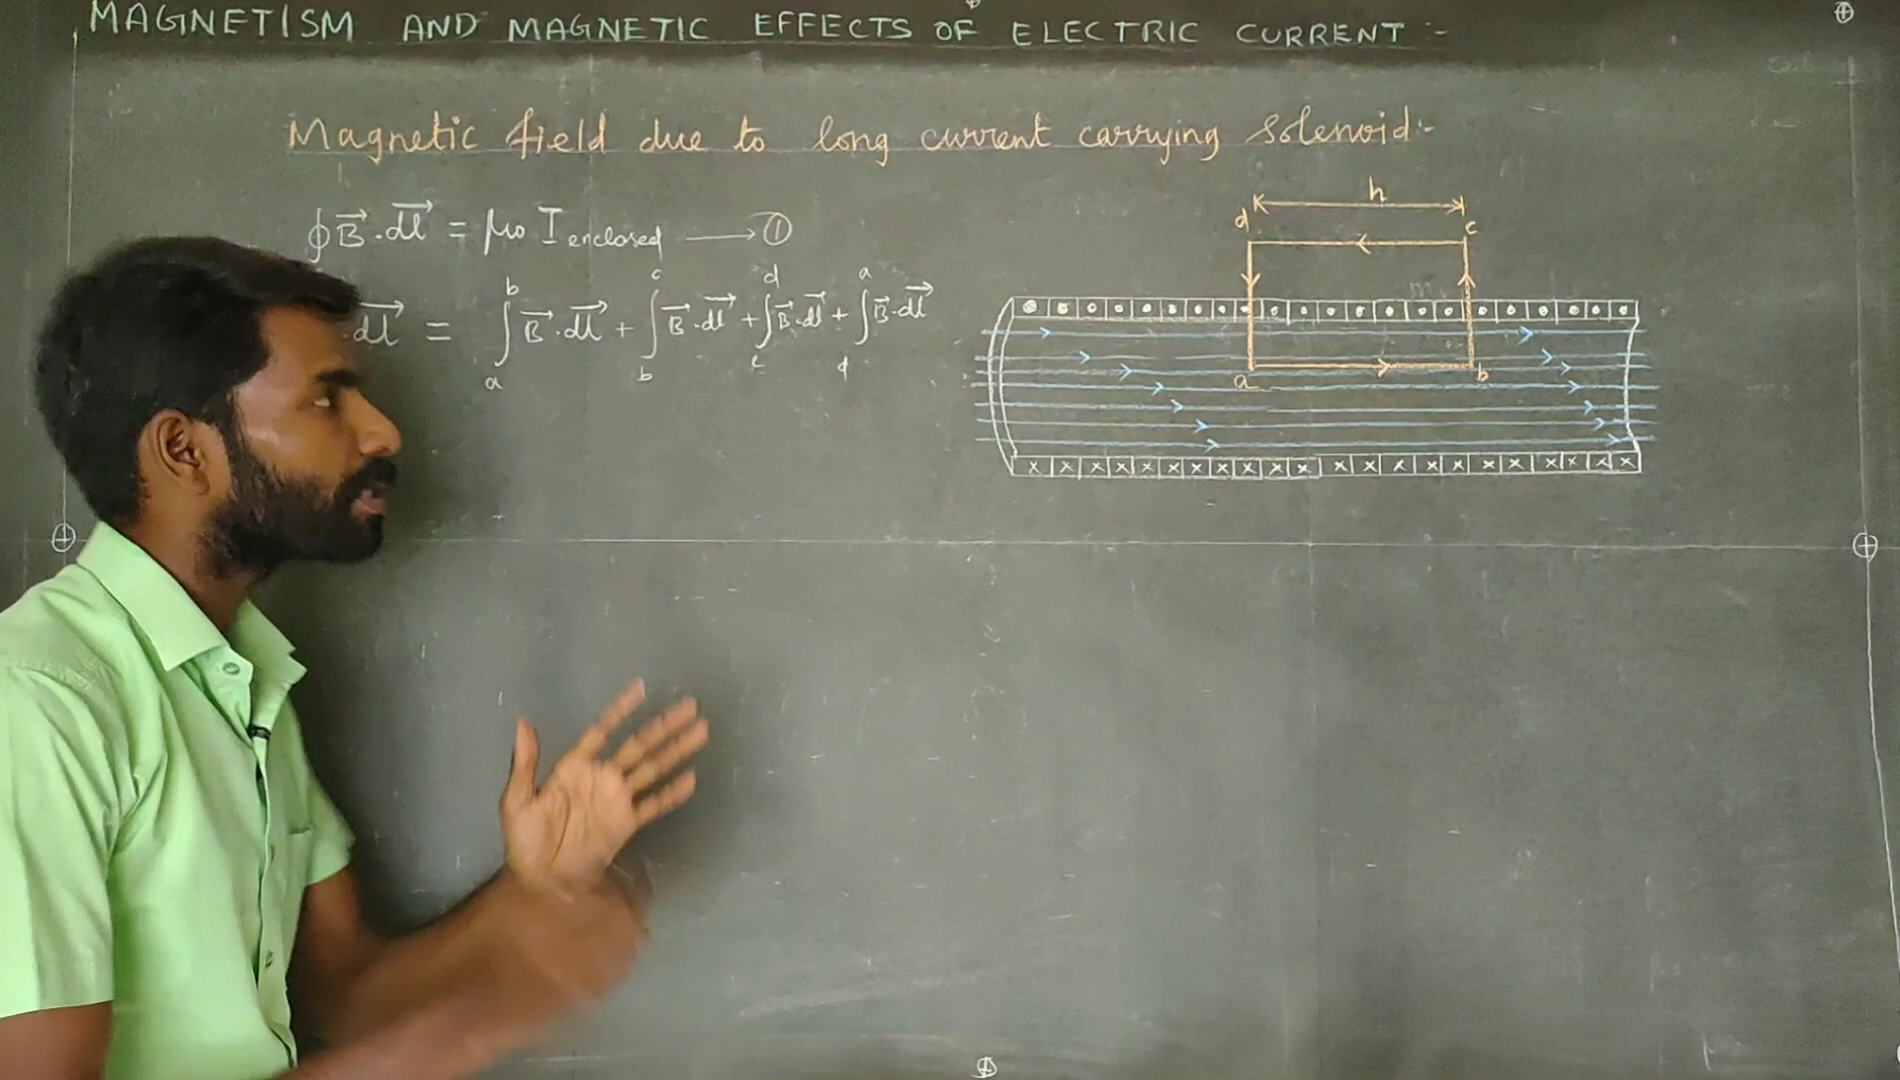 MAGNETISM AND MAGNETIC EFFECTS OF ELECTRIC CURRENT :-
Magnetic field due to long current carrying solenoid:-
∮B⃗.dl⃗ = μ₀ I enclosed ⟶ ①
dl⃗ = ∫ₐᵇ B⃗.dl⃗ + ∫_b^c B⃗.dl⃗ + ∫_c^d B⃗.dl⃗ + ∫_d^a B⃗.dl⃗
h
d c
a b